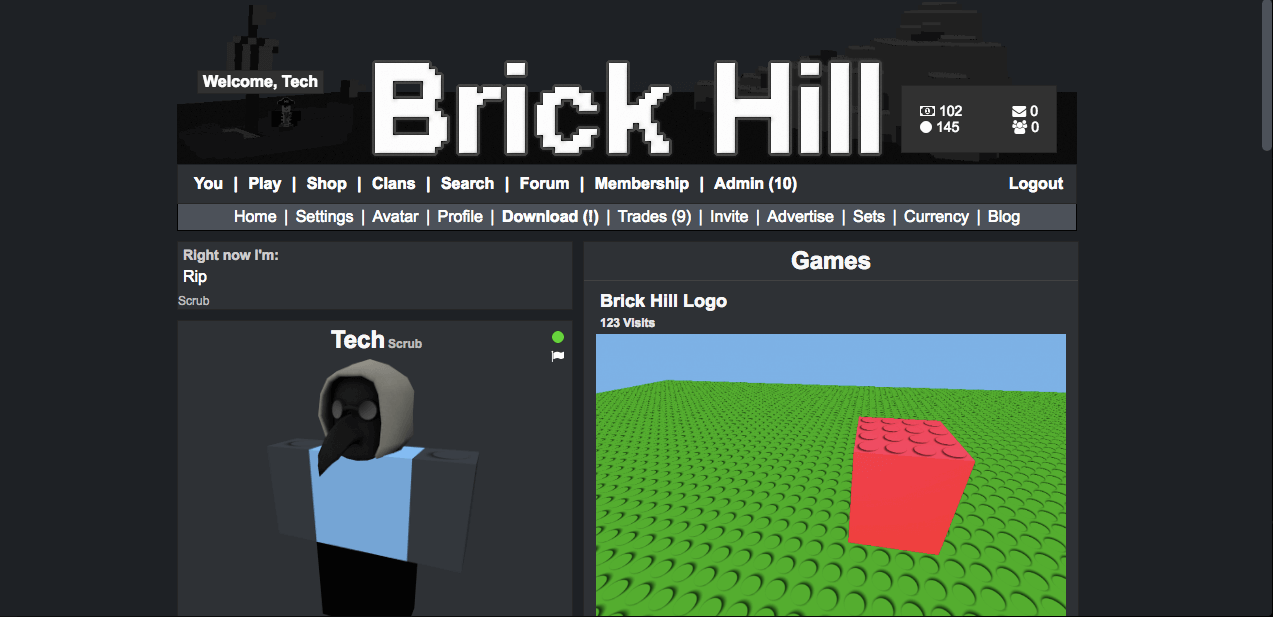 Welcome, Tech
Brick Hill
102
0
145
0
You | Play | Shop | Clans | Search | Forum | Membership | Admin (10)
Logout
Home | Settings | Avatar | Profile | Download (!) | Trades (9) | Invite | Advertise | Sets | Currency | Blog
Right now I'm:
Rip
Scrub
Tech Scrub
Games
Brick Hill Logo
123 Visits